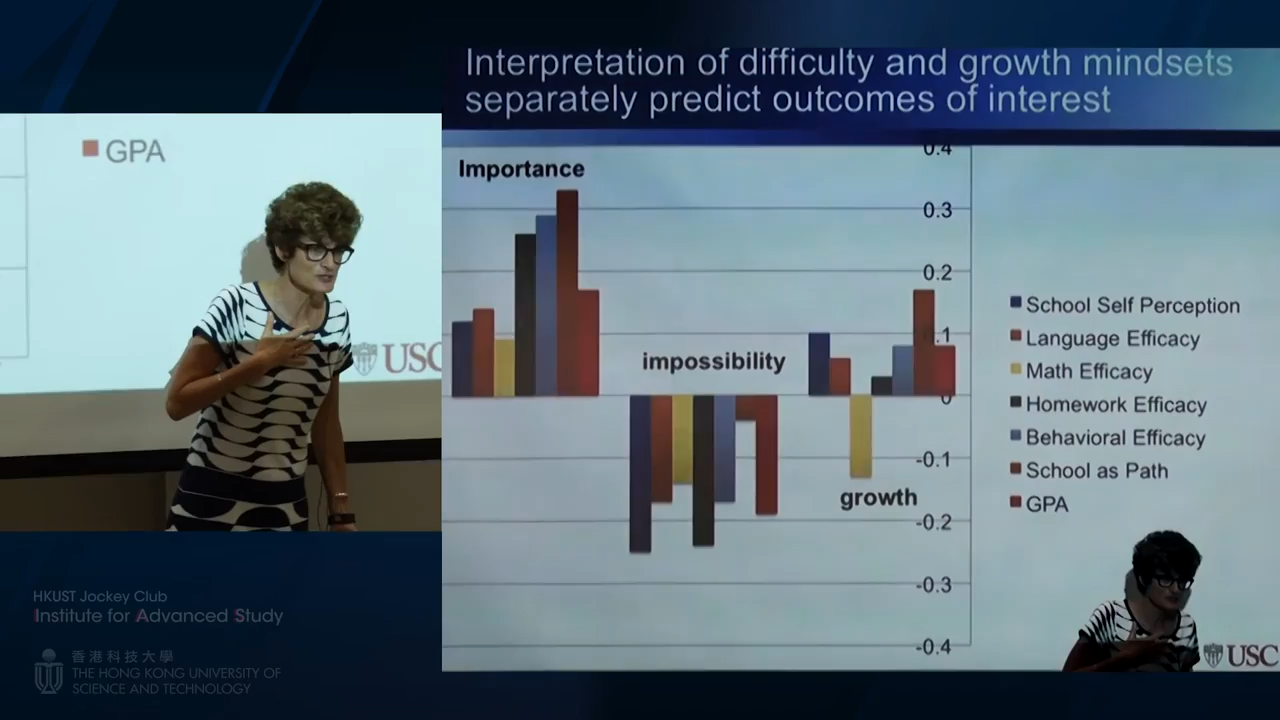 Interpretation of difficulty and growth mindsets
separately predict outcomes of interest
GPA
USC
Importance
impossibility
growth
0.4
0.3
0.2
0.1
0
-0.1
-0.2
-0.3
-0.4
School Self Perception
Language Efficacy
Math Efficacy
Homework Efficacy
Behavioral Efficacy
School as Path
GPA
USC
HKUST Jockey Club
Institute for Advanced Study
香港科技大學
THE HONG KONG UNIVERSITY OF
SCIENCE AND TECHNOLOGY